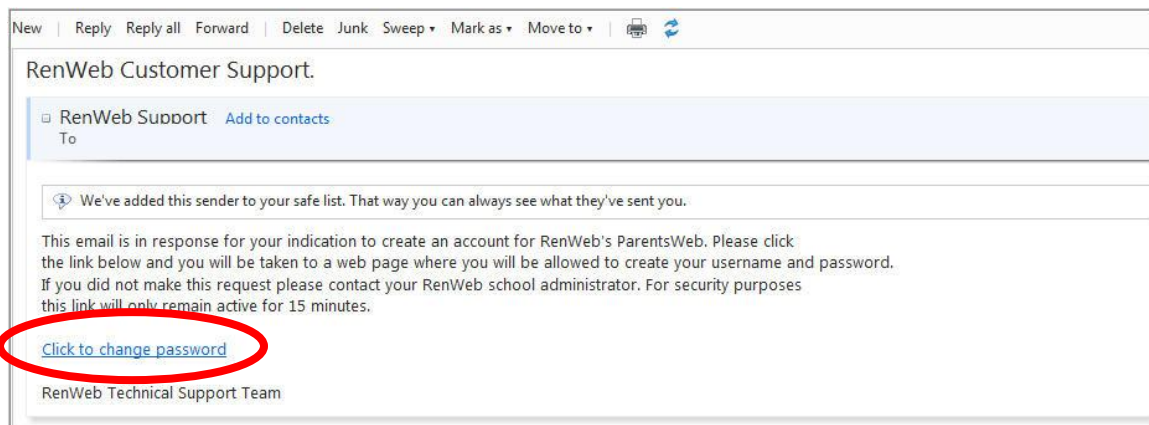 New | Reply Reply all Forward | Delete Junk Sweep Mark as Move to |
RenWeb Customer Support.
RenWeb Support Add to contacts
To
We've added this sender to your safe list. That way you can always see what they've sent you.
This email is in response for your indication to create an account for RenWeb's ParentsWeb. Please click
the link below and you will be taken to a web page where you will be allowed to create your username and password.
If you did not make this request please contact your RenWeb school administrator. For security purposes
this link will only remain active for 15 minutes.
Click to change password
RenWeb Technical Support Team